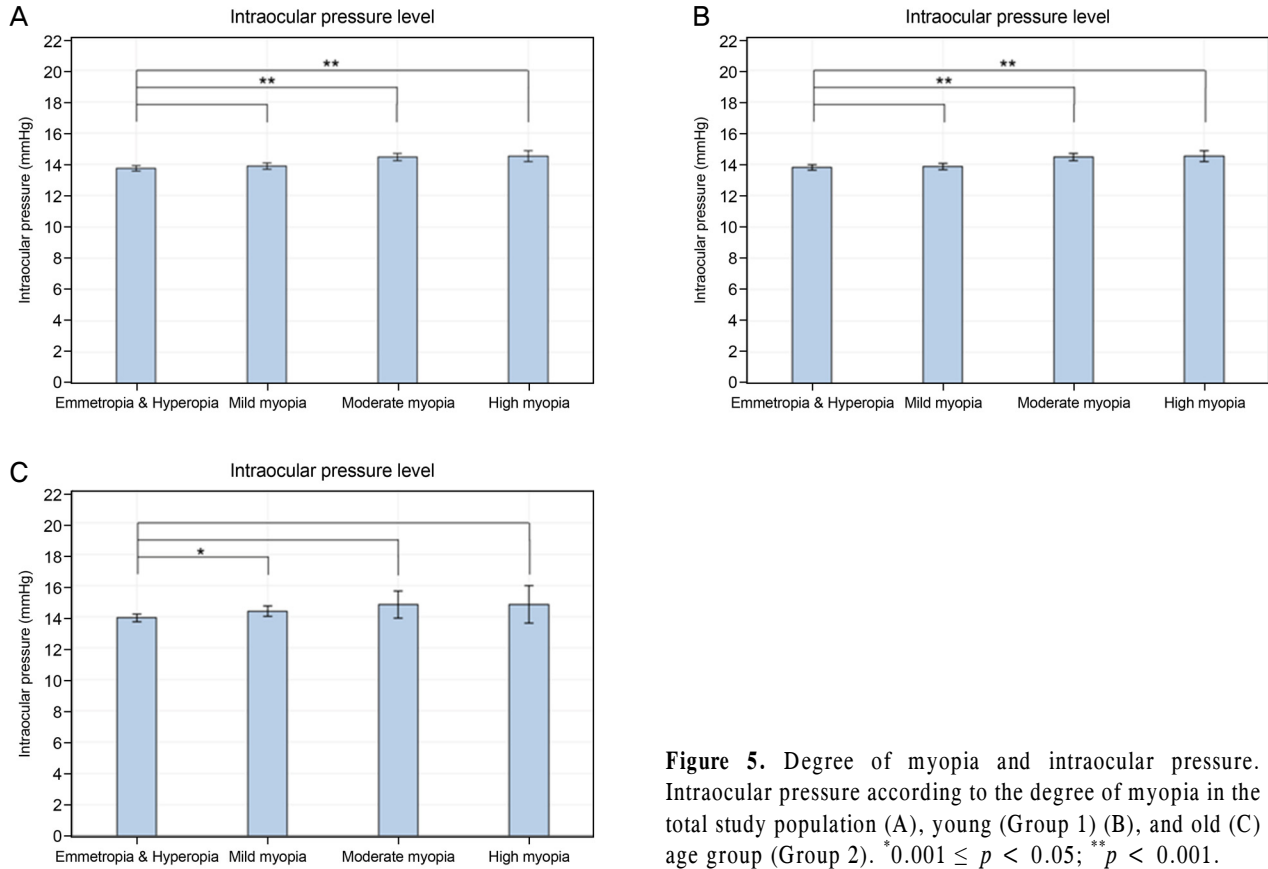 A
Intraocular pressure level
Intraocular pressure (mmHg)
22
20
18
16
14
12
10
8
6
4
2
0
**
**
Emmetropia & Hyperopia Mild myopia Moderate myopia High myopia
B
Intraocular pressure level
Intraocular pressure (mmHg)
22
20
18
16
14
12
10
8
6
4
2
0
**
**
Emmetropia & Hyperopia Mild myopia Moderate myopia High myopia
C
Intraocular pressure level
Intraocular pressure (mmHg)
22
20
18
16
14
12
10
8
6
4
2
0
*
Emmetropia & Hyperopia Mild myopia Moderate myopia High myopia
Figure 5. Degree of myopia and intraocular pressure.
Intraocular pressure according to the degree of myopia in the
total study population (A), young (Group 1) (B), and old (C)
age group (Group 2). *0.001 ≤ p < 0.05; **p < 0.001.